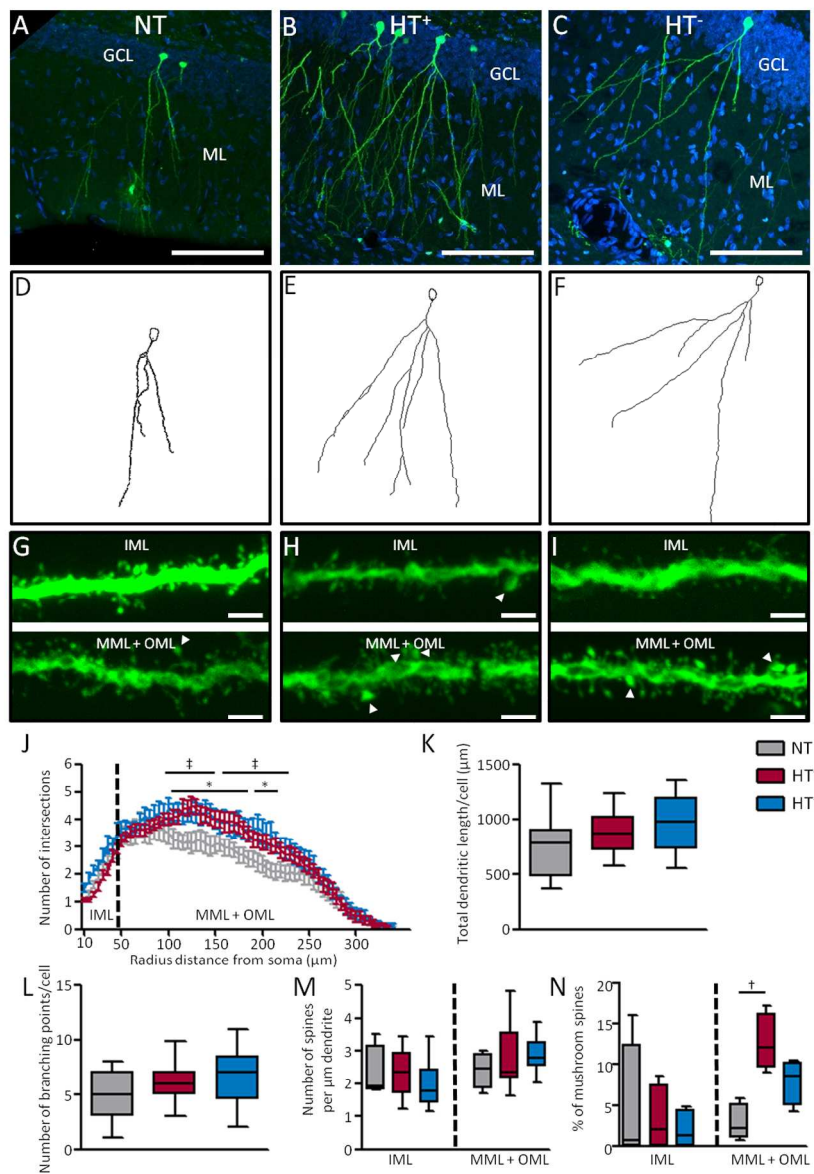 A NT
GCL
ML
B HT+
GCL
ML
C HT-
GCL
ML
D
E
F
G IML
MML + OML
H IML
MML + OML
I IML
MML + OML
J
Number of intersections
6
5
4
3
2
1
0
‡ ‡
* *
IML MML + OML
10 50 100 150 200 250 300
Radius distance from soma (µm)
K
Total dendritic length/cell (µm)
1500
1000
500
0
NT
HT
HT
L
Number of branching points/cell
15
10
5
0
M
Number of spines
per µm dendrite
5
4
3
2
1
0
IML MML + OML
N
% of mushroom spines
20
15
10
5
0
†
IML MML + OML